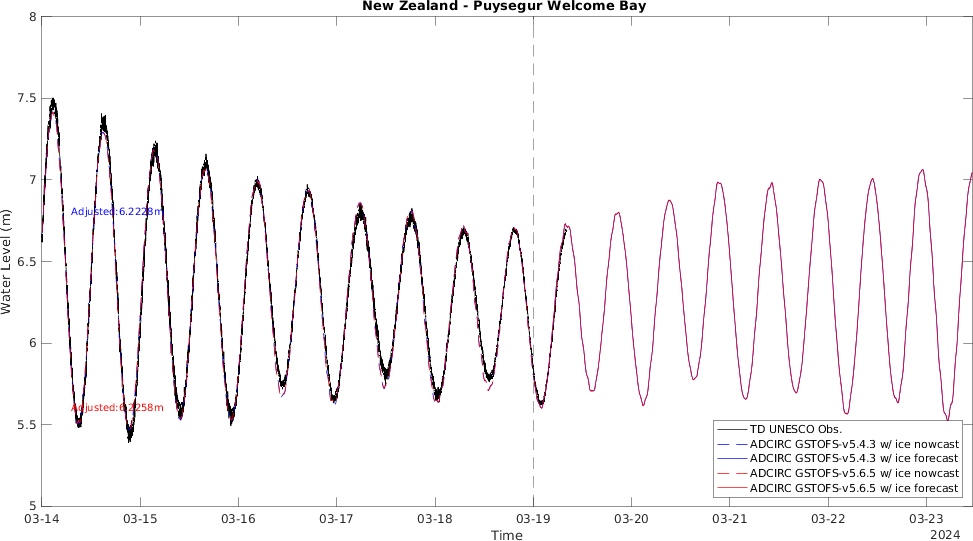 New Zealand - Puysegur Welcome Bay
8
7.5
7
6.5
6
5.5
5
Water Level (m)
Adjusted:6.2228m
Adjusted:6.2258m
TD UNESCO Obs.
ADCIRC GSTOFS-v5.4.3 w/ ice nowcast
ADCIRC GSTOFS-v5.4.3 w/ ice forecast
ADCIRC GSTOFS-v5.6.5 w/ ice nowcast
ADCIRC GSTOFS-v5.6.5 w/ ice forecast
03-14 03-15 03-16 03-17 03-18 03-19 03-20 03-21 03-22 03-23
Time
2024